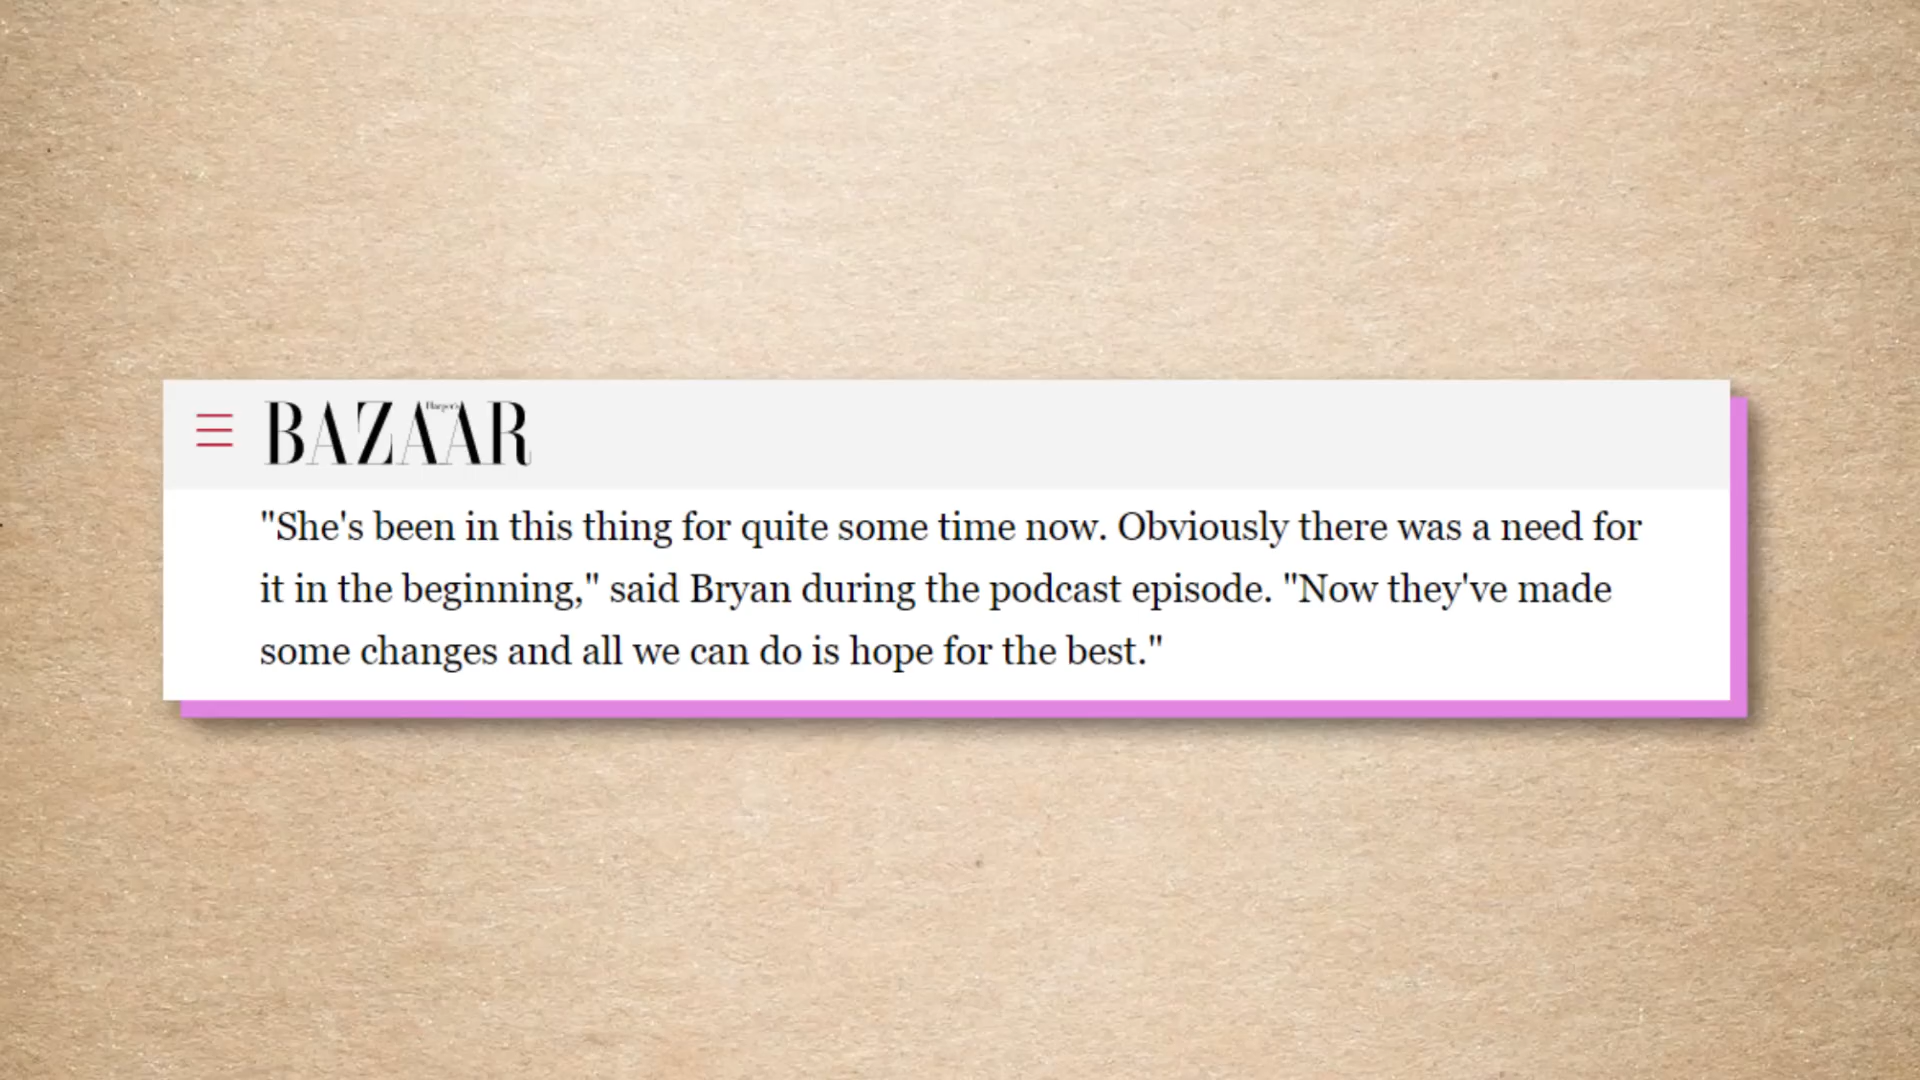 Harper's
BAZAAR
"She's been in this thing for quite some time now. Obviously there was a need for
it in the beginning," said Bryan during the podcast episode. "Now they've made
some changes and all we can do is hope for the best."